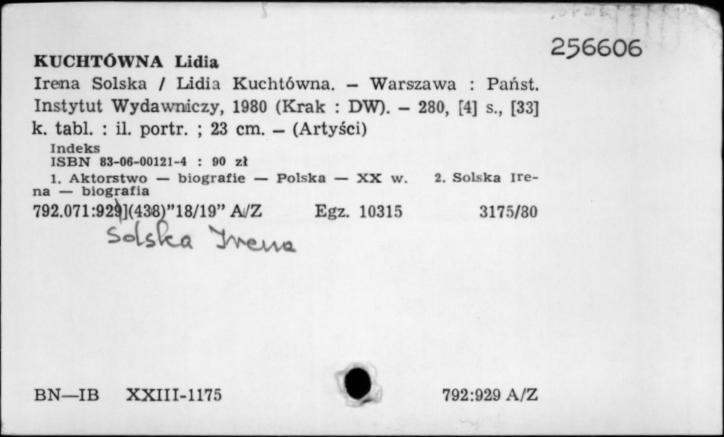 256606
KUCHTÓWNA Lidia
Irena Solska / Lidia Kuchtówna. — Warszawa : Państ.
Instytut Wydawniczy, 1980 (Krak : DW). — 280, [4] s., [33]
k. tabl. : il. portr. ; 23 cm. — (Artyści)
Indeks
ISBN 83-06-00121-4 : 90 zł
1. Aktorstwo — biografie — Polska — XX w. 2. Solska Ire-
na — biografia
792.071:929](438)"18/19" A/Z Egz. 10315 3175/80
Solska Irena
BN—IB XXIII-1175 792:929 A/Z